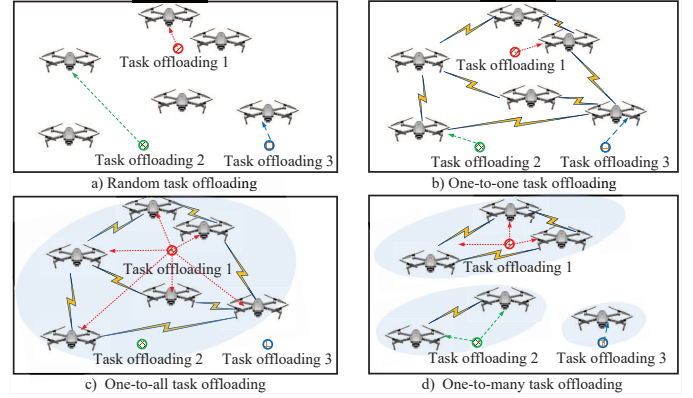 Task offloading 1
Task offloading 2
Task offloading 3
a) Random task offloading
Task offloading 1
Task offloading 2
Task offloading 3
b) One-to-one task offloading
Task offloading 1
Task offloading 2
Task offloading 3
c) One-to-all task offloading
Task offloading 1
Task offloading 2
Task offloading 3
d) One-to-many task offloading